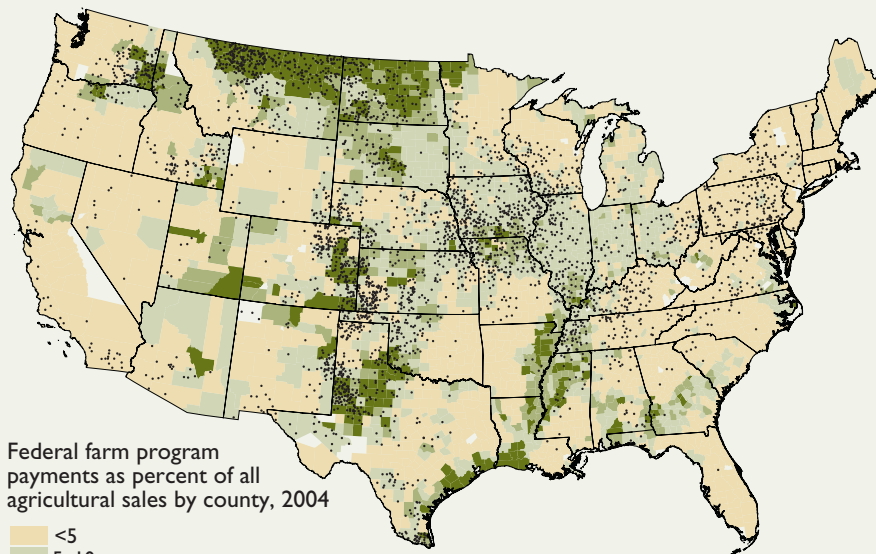 Federal farm program
payments as percent of all
agricultural sales by county, 2004
<5